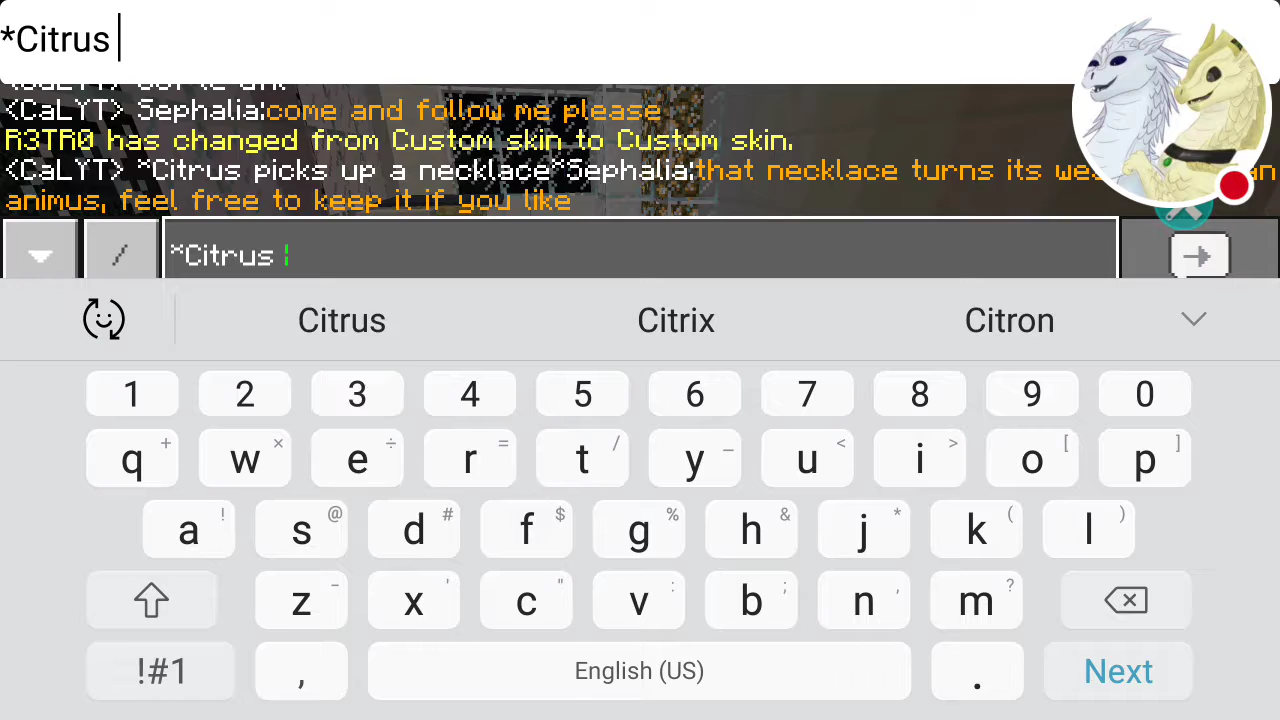 *Citrus
<CaLYT> Sephalia:come and follow me please
R3TR0 has changed from Custom skin to Custom skin.
<CaLYT> *Citrus picks up a necklace*Sephalia:that necklace turns its an
animus, feel free to keep it if you like
/ *Citrus
Citrus Citrix Citron
1 2 3 4 5 6 7 8 9 0
q + w × e ÷ r = t / y _ u < i > o [ p ]
a ! s @ d # f $ g % h & j * k ( l )
z - x ' c " v : b ; n , m ?
!#1 , English (US) . Next